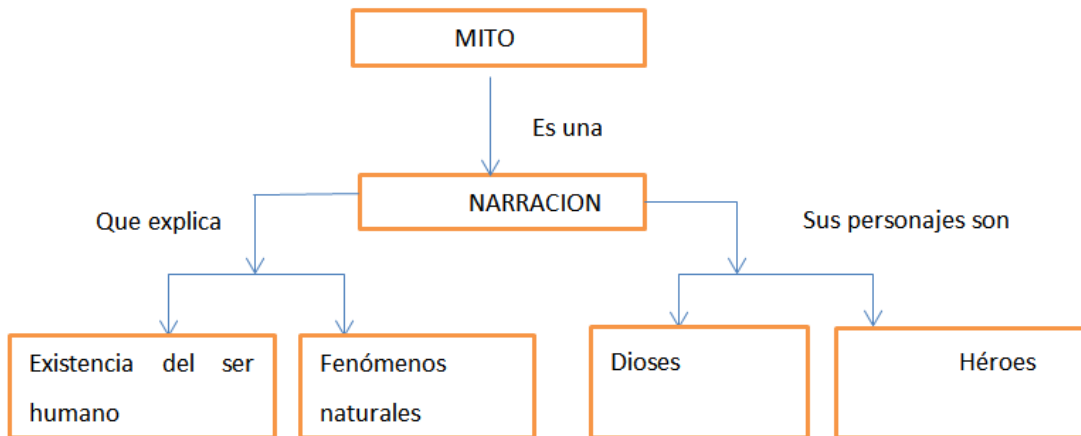 MITO
Es una
NARRACION
Que explica
Sus personajes son
Existencia del ser
humano
Fenómenos
naturales
Dioses
Héroes